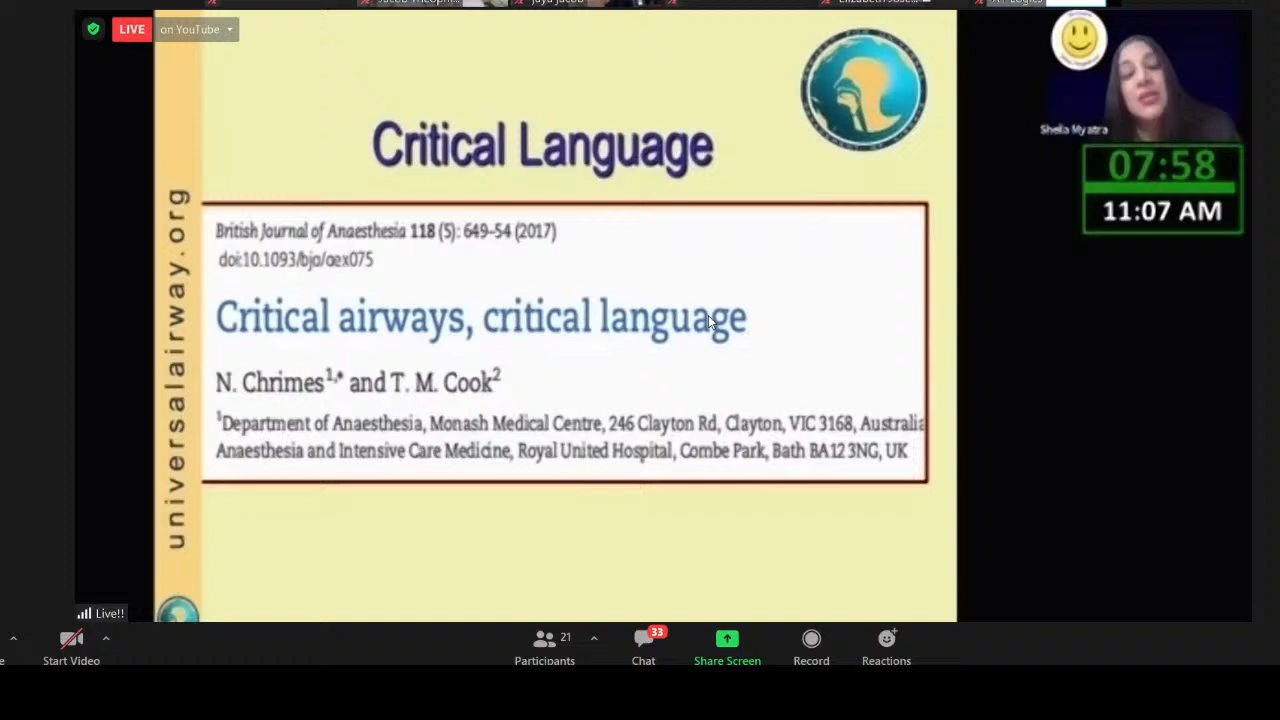 LIVE
on YouTube
Critical Language
universalairway.org
British Journal of Anaesthesia 118 (5): 649–54 (2017)
doi:10.1093/bja/aex075
Critical airways, critical language
N. Chrimes1,* and T. M. Cook2
1Department of Anaesthesia, Monash Medical Centre, 246 Clayton Rd, Clayton, VIC 3168, Australia
Anaesthesia and Intensive Care Medicine, Royal United Hospital, Combe Park, Bath BA12 3NG, UK
Sheila Myatra
07:58
11:07 AM
Live!!
Start Video
21
Participants
33
Chat
Share Screen
Record
Reactions